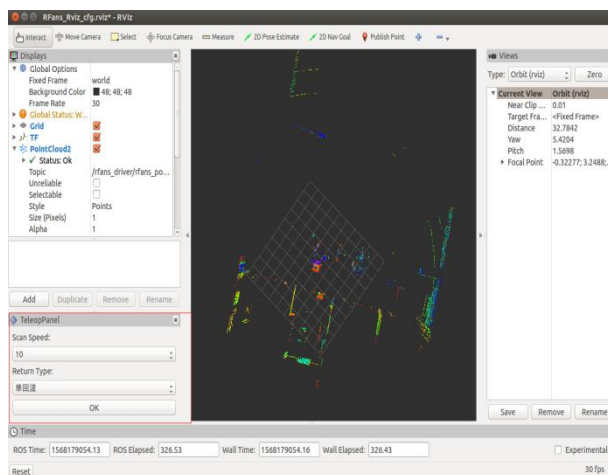 RFans_Rviz_cfg.rviz* - RViz
Interact Move Camera Select Focus Camera Measure 2D Pose Estimate 2D Nav Goal Publish Point
Displays
Global Options
Fixed Frame world
Background Color 48; 48; 48
Frame Rate 30
Global Status: W...
Grid
TF
PointCloud2
Status: Ok
Topic /rfans_driver/rfans_po...
Unreliable
Selectable
Style Points
Size (Pixels) 1
Alpha 1
Add Duplicate Remove Rename
TeleopPanel
Scan Speed:
10
Return Type:
单回波
OK
Views
Type: Orbit (rviz) Zero
Current View Orbit (rviz)
Near Clip ... 0.01
Target Fra... <Fixed Frame>
Distance 32.7842
Yaw 5.4204
Pitch 1.5698
Focal Point -0.32277; 3.2488;...
Save Remove Rename
Time
ROS Time: 1568179054.13 ROS Elapsed: 326.53 Wall Time: 1568179054.16 Wall Elapsed: 326.43 Experimental
Reset 30 fps